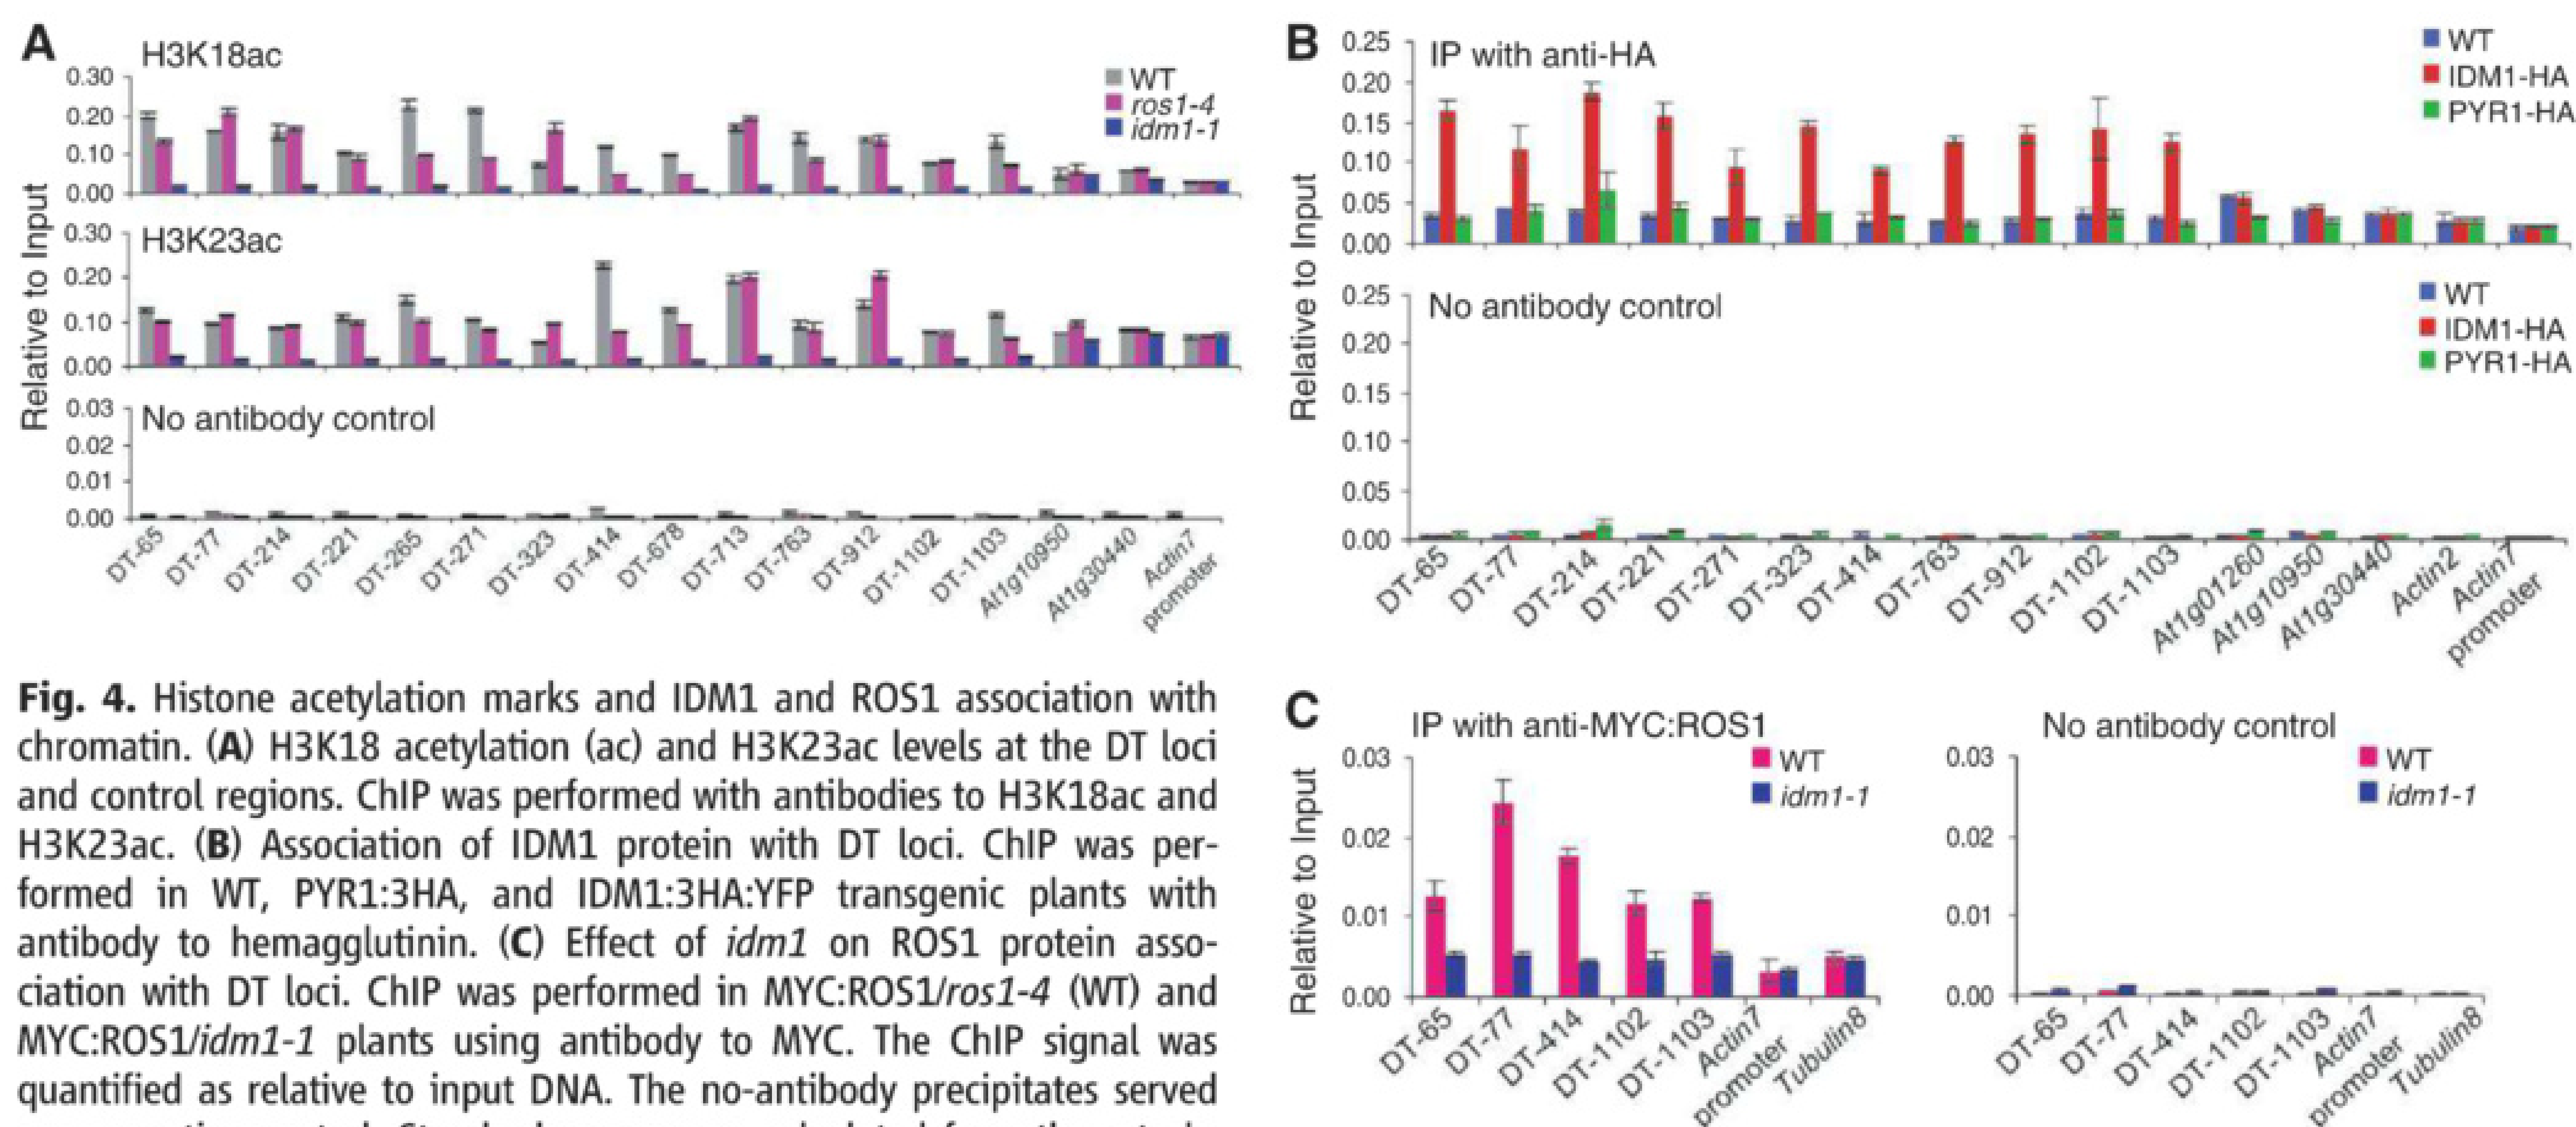 A
H3K18ac
0.30
0.20
0.10
0.00
WT
ros1-4
idm1-1
H3K23ac
0.30
0.20
0.10
0.00
Relative to Input
No antibody control
0.03
0.02
0.01
0.00
DT-65
DT-77
DT-214
DT-221
DT-265
DT-271
DT-323
DT-414
DT-678
DT-713
DT-763
DT-912
DT-1102
DT-1103
At1g10950
At1g30440
Actin7
promoter
B
IP with anti-HA
0.25
0.20
0.15
0.10
0.05
0.00
WT
IDM1-HA
PYR1-HA
Relative to Input
No antibody control
0.25
0.20
0.15
0.10
0.05
0.00
WT
IDM1-HA
PYR1-HA
DT-65
DT-77
DT-214
DT-221
DT-271
DT-323
DT-414
DT-763
DT-912
DT-1102
DT-1103
At1g01260
At1g10950
At1g30440
Actin2
Actin7
promoter
Fig. 4. Histone acetylation marks and IDM1 and ROS1 association with
chromatin. (A) H3K18 acetylation (ac) and H3K23ac levels at the DT loci
and control regions. ChIP was performed with antibodies to H3K18ac and
H3K23ac. (B) Association of IDM1 protein with DT loci. ChIP was per-
formed in WT, PYR1:3HA, and IDM1:3HA:YFP transgenic plants with
antibody to hemagglutinin. (C) Effect of idm1 on ROS1 protein asso-
ciation with DT loci. ChIP was performed in MYC:ROS1/ros1-4 (WT) and
MYC:ROS1/idm1-1 plants using antibody to MYC. The ChIP signal was
quantified as relative to input DNA. The no-antibody precipitates served
C
IP with anti-MYC:ROS1
0.03
0.02
0.01
0.00
Relative to Input
WT
idm1-1
DT-65
DT-77
DT-414
DT-1102
DT-1103
Actin7
promoter
Tubulin8
No antibody control
0.03
0.02
0.01
0.00
WT
idm1-1
DT-65
DT-77
DT-414
DT-1102
DT-1103
Actin7
promoter
Tubulin8